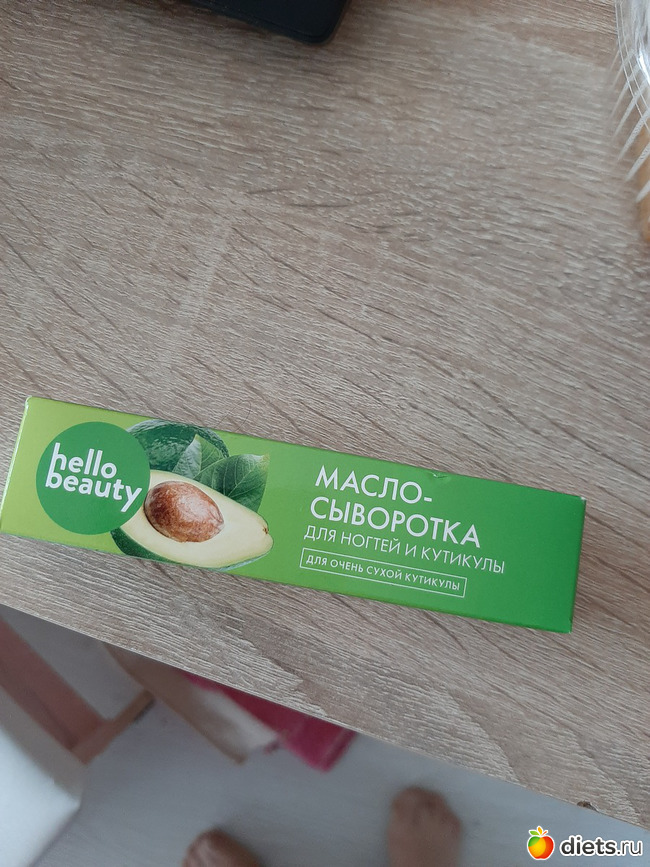 hello
beauty
МАСЛО-
СЫВОРОТКА
ДЛЯ НОГТЕЙ И КУТИКУЛЫ
ДЛЯ ОЧЕНЬ СУХОЙ КУТИКУЛЫ
diets.ru